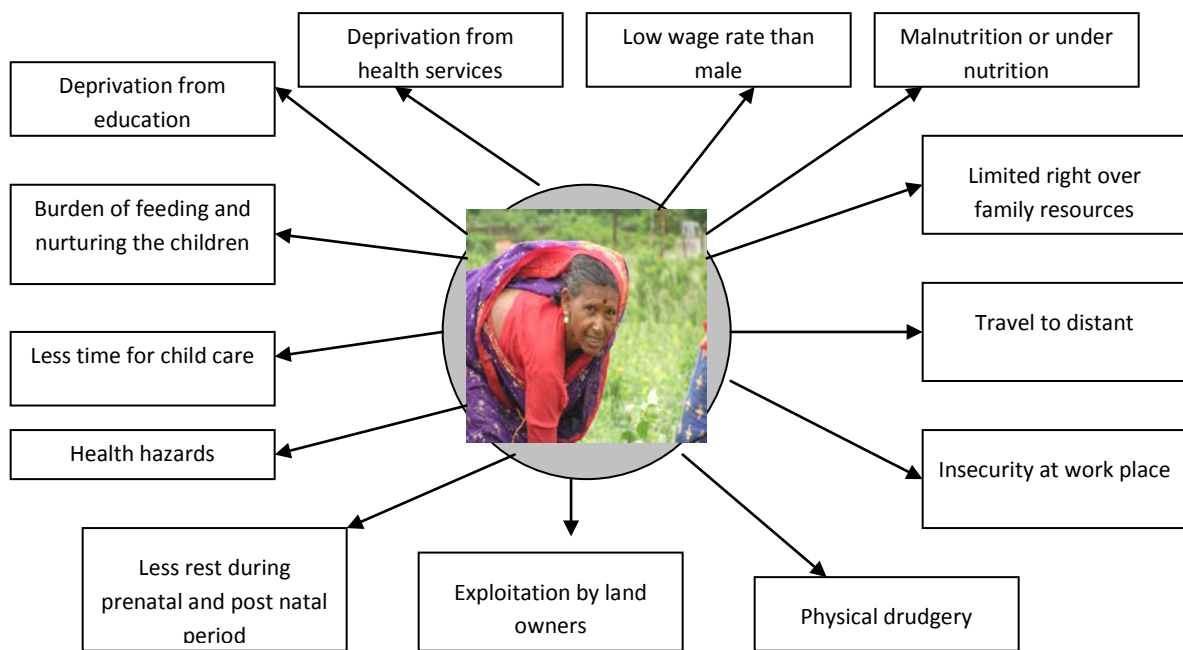 Deprivation from
health services
Low wage rate than
male
Malnutrition or under
nutrition
Deprivation from
education
Limited right over
family resources
Burden of feeding and
nurturing the children
Travel to distant
Less time for child care
Health hazards
Insecurity at work place
Less rest during
prenatal and post natal
period
Exploitation by land
owners
Physical drudgery